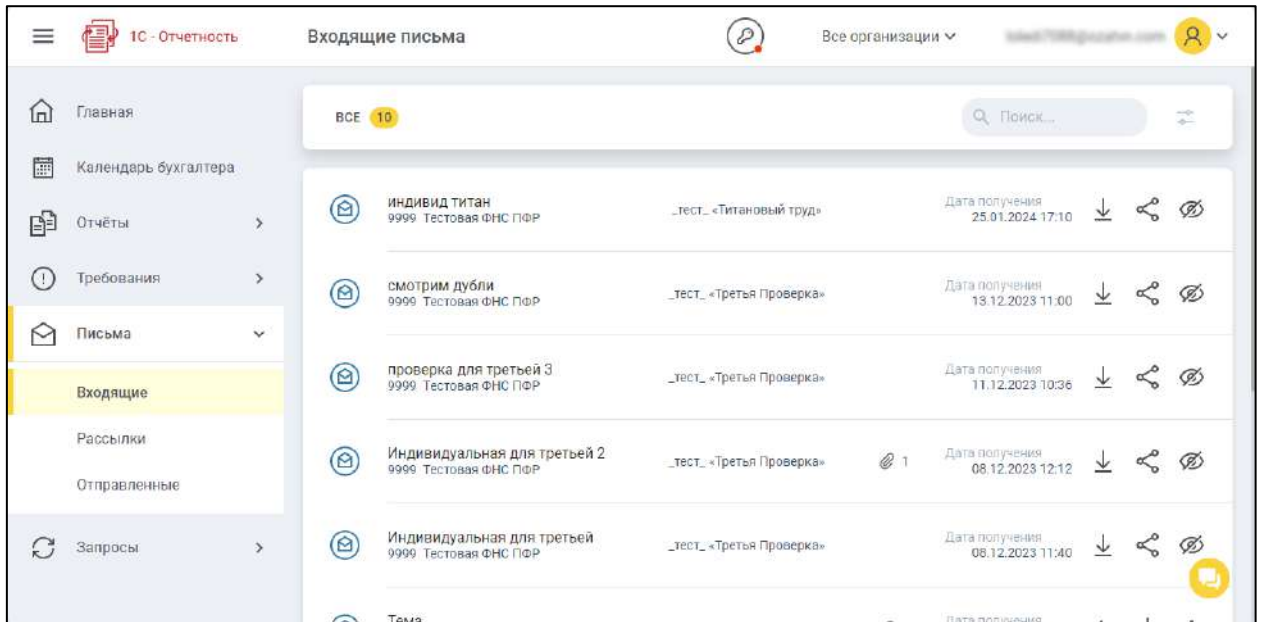 1С - Отчетность
Входящие письма
Все организации
Главная
Календарь бухгалтера
Отчёты
Требования
Письма
Входящие
Рассылки
Отправленные
Запросы
ВСЕ 10
Поиск...
индивид титан
9999 Тестовая ФНС ПФР
_тест_ «Титановый труд»
Дата получения
25.01.2024 17:10
смотрим дубли
9999 Тестовая ФНС ПФР
_тест_ «Третья Проверка»
Дата получения
13.12.2023 11:00
проверка для третьей 3
9999 Тестовая ФНС ПФР
_тест_ «Третья Проверка»
Дата получения
11.12.2023 10:36
Индивидуальная для третьей 2
9999 Тестовая ФНС ПФР
_тест_ «Третья Проверка»
1
Дата получения
08.12.2023 12:12
Индивидуальная для третьей
9999 Тестовая ФНС ПФР
_тест_ «Третья Проверка»
Дата получения
08.12.2023 11:40
Тема
Дата получения